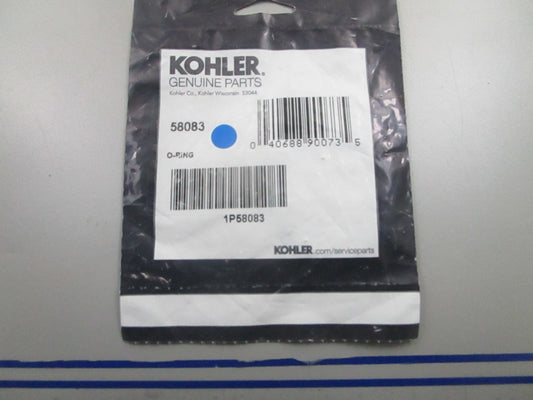 KOHLER®
GENUINE PARTS
Kohler Co., Kohler Wisconsin 53044
58083
0 40688 90073 5
O-RING
1P58083
KOHLER.com/serviceparts